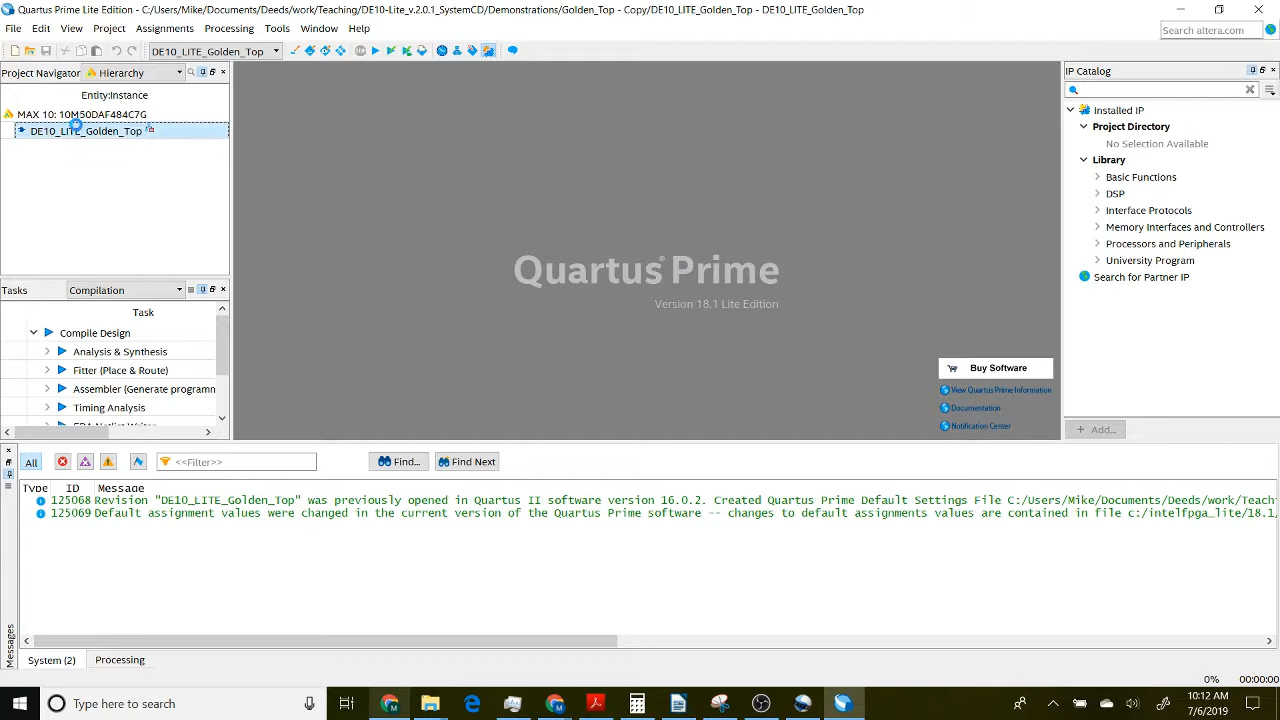 Quartus Prime Lite Edition - C:/Users/Mike/Documents/Deeds/work/Teaching/DE10-Lite_v.2.0.1_SystemCD/Demonstrations/Golden_Top - Copy/DE10_LITE_Golden_Top - DE10_LITE_Golden_Top
File Edit View Project Assignments Processing Tools Window Help
Search altera.com
DE10_LITE_Golden_Top
Project Navigator Hierarchy
Entity:Instance
MAX 10: 10M50DAF484C7G
DE10_LITE_Golden_Top
Tasks Compilation
Task
Compile Design
Analysis & Synthesis
Fitter (Place & Route)
Assembler (Generate programm
Timing Analysis
Quartus® Prime
Version 18.1 Lite Edition
Buy Software
View Quartus Prime Information
Documentation
Notification Center
IP Catalog
Installed IP
Project Directory
No Selection Available
Library
Basic Functions
DSP
Interface Protocols
Memory Interfaces and Controllers
Processors and Peripherals
University Program
Search for Partner IP
+ Add...
All <<Filter>> Find... Find Next
Type ID Message
125068 Revision "DE10_LITE_Golden_Top" was previously opened in Quartus II software version 16.0.2. Created Quartus Prime Default Settings File C:/Users/Mike/Documents/Deeds/work/Teach
125069 Default assignment values were changed in the current version of the Quartus Prime software -- changes to default assignments values are contained in file c:/intelfpga_lite/18.1,
Messages
System (2) Processing
0% 00:00:00
Type here to search
10:12 AM
7/6/2019